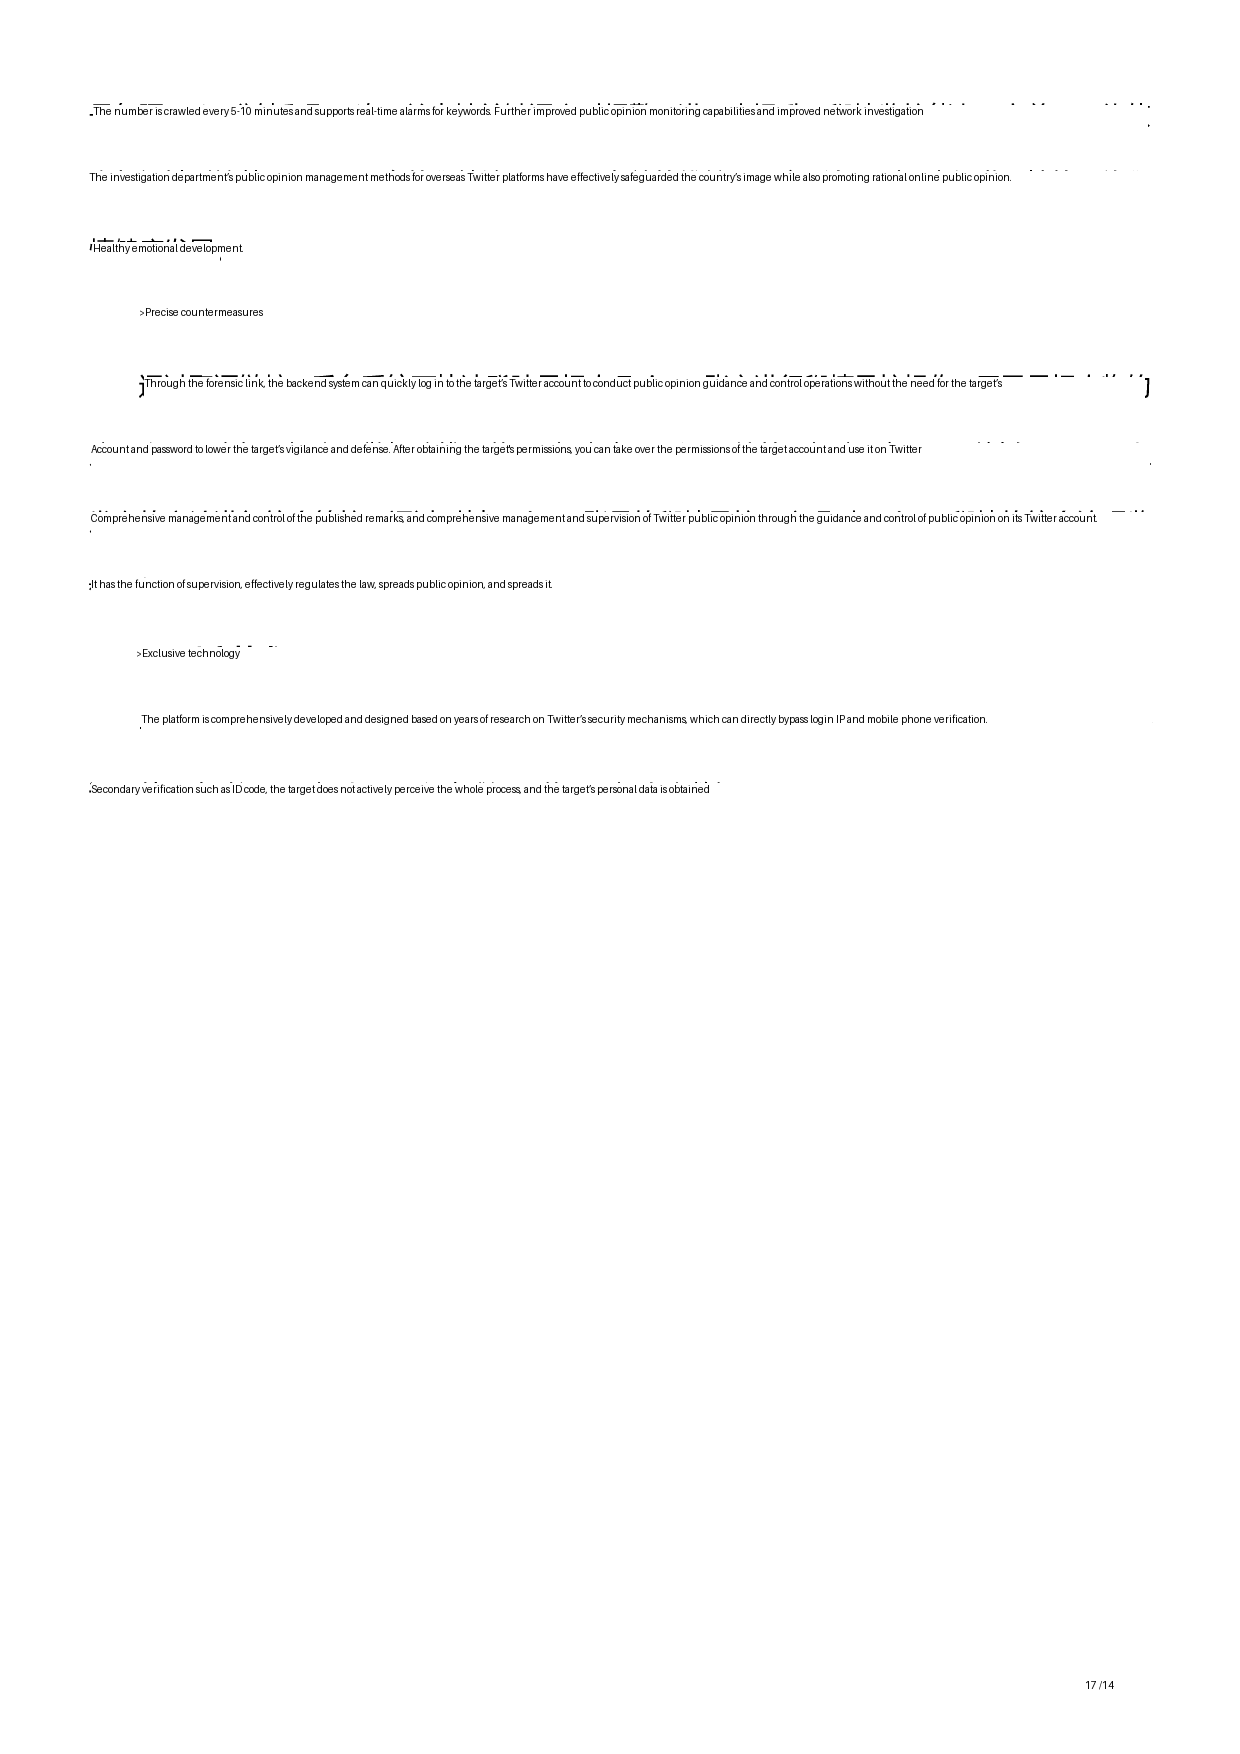 The number is crawled every 5-10 minutes and supports real-time alarms for keywords. Further improved public opinion monitoring capabilities and improved network investigation
The investigation department's public opinion management methods for overseas Twitter platforms have effectively safeguarded the country's image while also promoting rational online public opinion.
Healthy emotional development.
>Precise countermeasures
Through the forensic link, the backend system can quickly log in to the target's Twitter account to conduct public opinion guidance and control operations without the need for the target's
Account and password to lower the target's vigilance and defense. After obtaining the target's permissions, you can take over the permissions of the target account and use it on Twitter
Comprehensive management and control of the published remarks, and comprehensive management and supervision of Twitter public opinion through the guidance and control of public opinion on its Twitter account.
It has the function of supervision, effectively regulates the law, spreads public opinion, and spreads it.
>Exclusive technology
The platform is comprehensively developed and designed based on years of research on Twitter's security mechanisms, which can directly bypass login IP and mobile phone verification.
Secondary verification such as ID code, the target does not actively perceive the whole process, and the target's personal data is obtained
17 /14